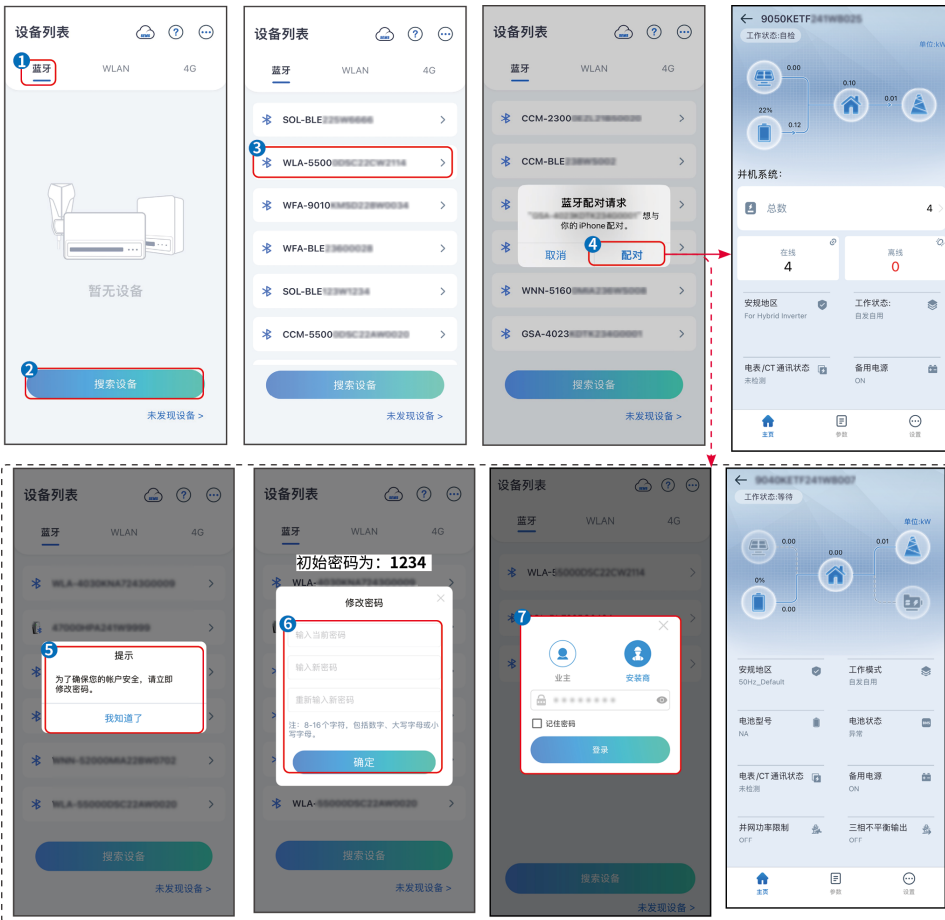 设备列表
1
蓝牙
WLAN
4G
暂无设备
2
搜索设备
未发现设备 >
设备列表
蓝牙
WLAN
4G
SOL-BLE
3
WLA-5500
WFA-9010
WFA-BLE
SOL-BLE
CCM-5500
搜索设备
未发现设备 >
设备列表
蓝牙
WLAN
4G
CCM-2300
CCM-BLE
蓝牙配对请求
想与
你的 iPhone 配对。
4
取消
配对
WNN-5160
GSA-4023
搜索设备
未发现设备 >
9050KETF
工作状态:自检
单位:kW
0.00
0.10
0.01
22%
0.12
并机系统:
总数
4
在线
4
离线
0
安规地区
For Hybrid Inverter
工作状态:
自发自用
电表/CT 通讯状态
未检测
备用电源
ON
主页
参数
设置
设备列表
蓝牙
WLAN
4G
5
提示
为了确保您的帐户安全，请立即
修改密码。
我知道了
搜索设备
未发现设备 >
设备列表
蓝牙
WLAN
4G
初始密码为：1234
WLA-
修改密码
6
输入当前密码
输入新密码
重新输入新密码
注：8-16个字符，包括数字、大写字母或小
写字母。
确定
WLA-
搜索设备
未发现设备 >
设备列表
蓝牙
WLAN
4G
WLA-5
7
业主
安装商
********
记住密码
登录
搜索设备
未发现设备 >
工作状态:等待
单位:kW
0.00
0.00
0.01
0%
0.00
安规地区
50Hz_Default
工作模式
自发自用
电池型号
NA
电池状态
异常
电表/CT 通讯状态
未检测
备用电源
ON
并网功率限制
OFF
三相不平衡输出
OFF
主页
参数
设置